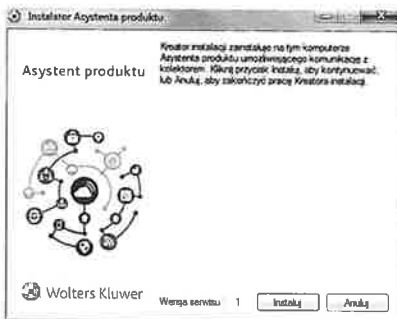 Instalator Asystenta produktu
Asystent produktu
Kreator instalacji zainstaluje na tym komputerze
Asystenta produktu umożliwiającego komunikację z
kolektorem. Kliknij przycisk Instaluj, aby kontynuować,
lub Anuluj, aby zakończyć pracę Kreatora instalacji.
Wolters Kluwer
Wersja serwisu 1
Instaluj
Anuluj